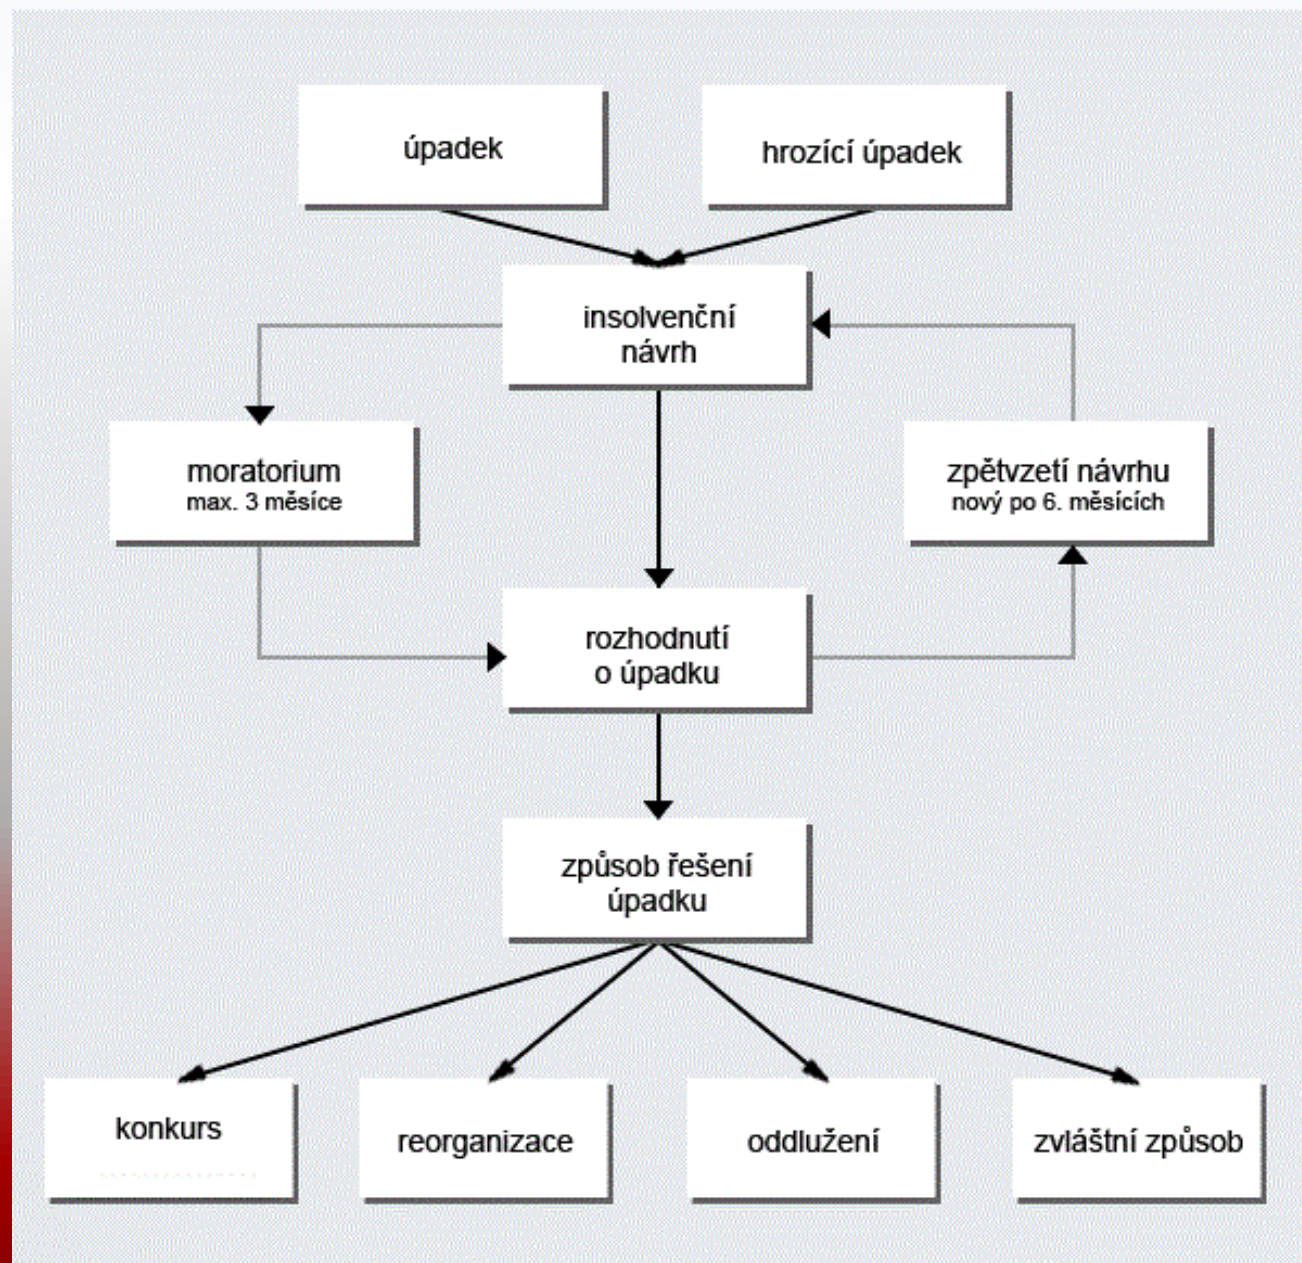 úpadek
hrozící úpadek
insolvenční
návrh
moratorium
max. 3 měsíce
zpětvzetí návrhu
nový po 6. měsících
rozhodnutí
o úpadku
způsob řešení
úpadku
konkurs
reorganizace
oddlužení
zvláštní způsob